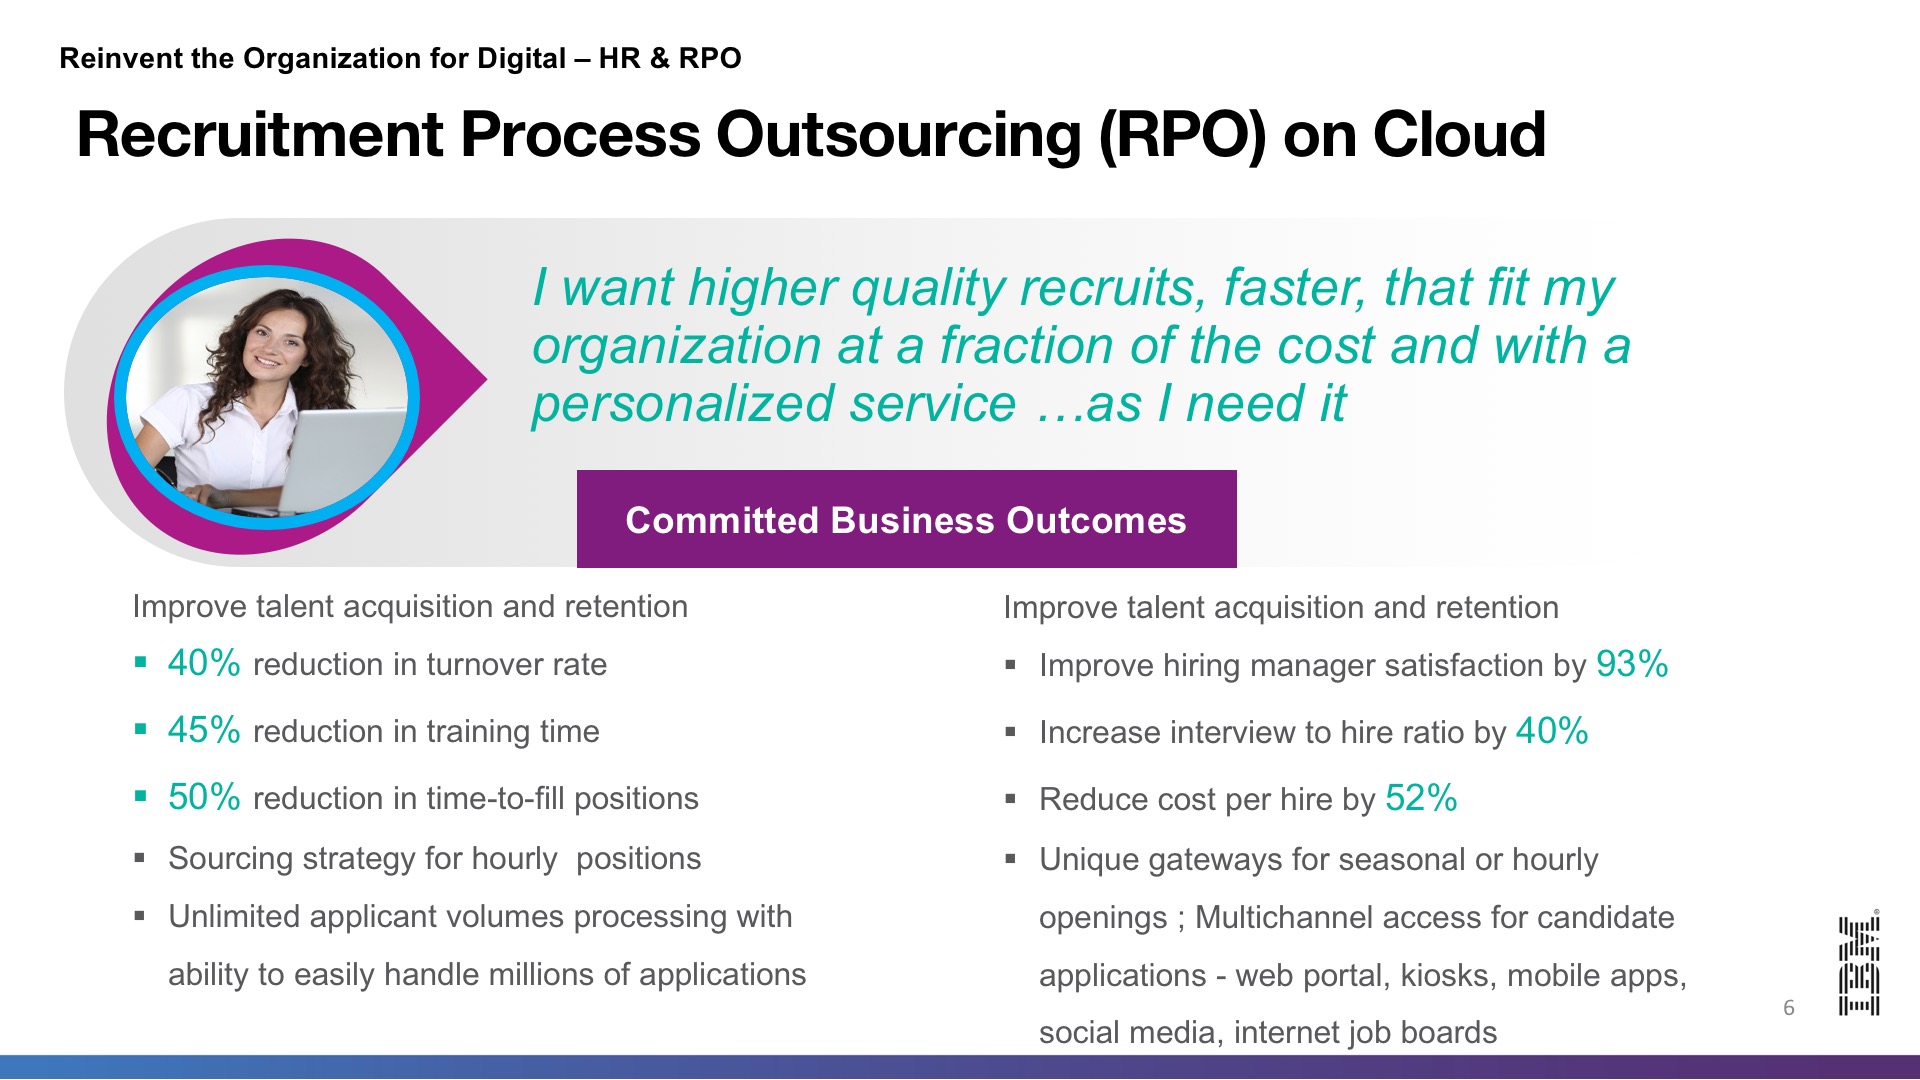 Reinvent the Organization for Digital – HR & RPO
Recruitment Process Outsourcing (RPO) on Cloud
I want higher quality recruits, faster, that fit my
organization at a fraction of the cost and with a
personalized service …as I need it
Committed Business Outcomes
Improve talent acquisition and retention
▪ 40% reduction in turnover rate
▪ 45% reduction in training time
▪ 50% reduction in time-to-fill positions
▪ Sourcing strategy for hourly  positions
▪ Unlimited applicant volumes processing with
ability to easily handle millions of applications
Improve talent acquisition and retention
▪ Improve hiring manager satisfaction by 93%
▪ Increase interview to hire ratio by 40%
▪ Reduce cost per hire by 52%
▪ Unique gateways for seasonal or hourly
openings ; Multichannel access for candidate
applications - web portal, kiosks, mobile apps,
social media, internet job boards
6
IBM®